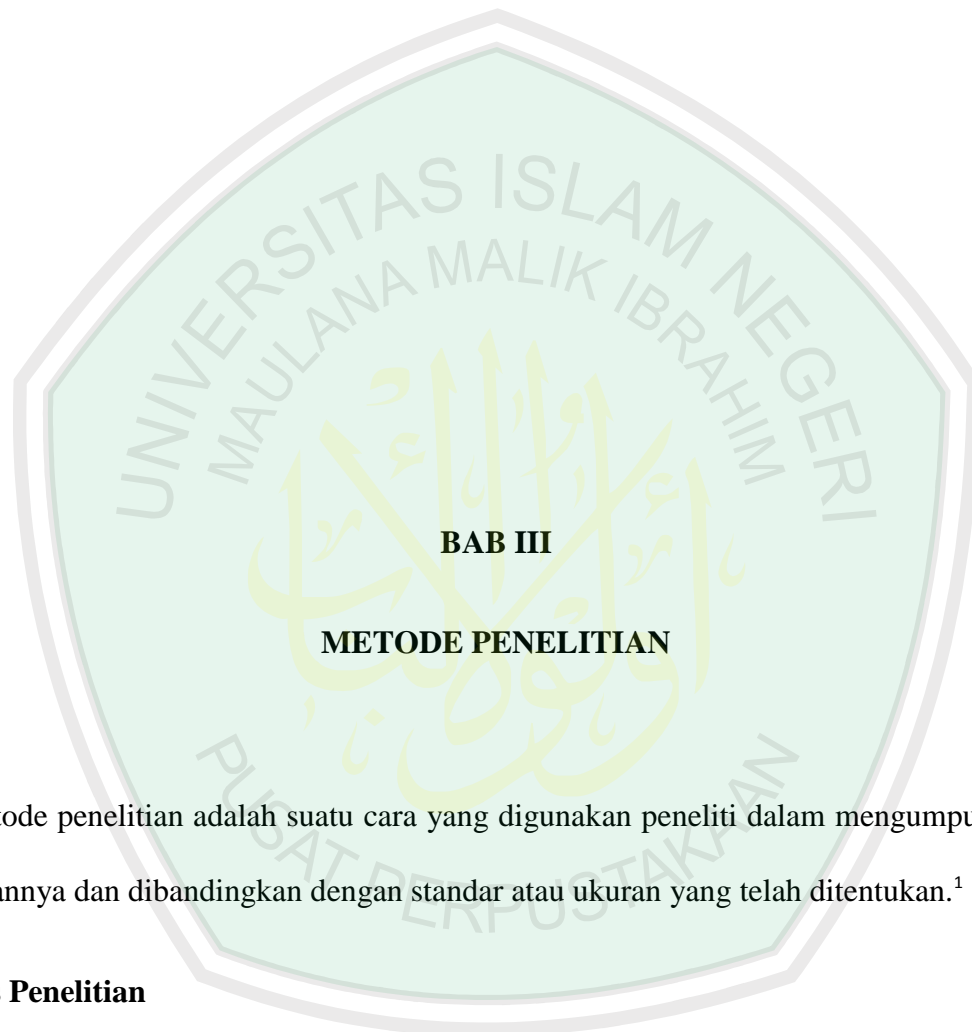 UNIVERSITAS ISLAM NEGERI
MAULANA MALIK IBRAHIM
BAB III
METODE PENELITIAN
tode penelitian adalah suatu cara yang digunakan peneliti dalam mengumpu
annya dan dibandingkan dengan standar atau ukuran yang telah ditentukan.¹
Penelitian
PUSAT PERPUSTAKAAN